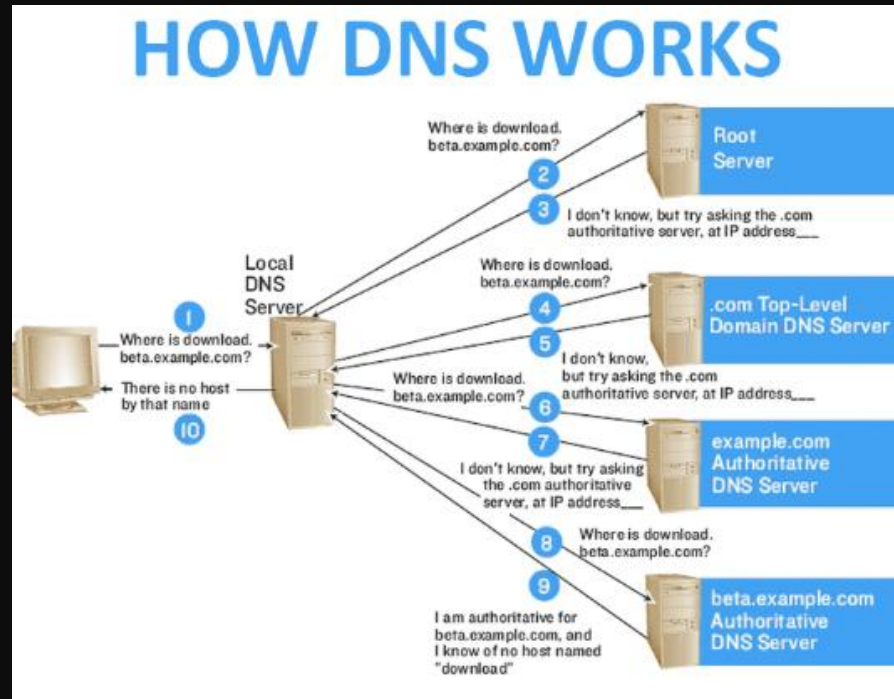 HOW DNS WORKS
Where is download.
beta.example.com?
2
3
Root
Server
I don't know, but try asking the .com
authoritative server, at IP address___
Local
DNS
Server
1
Where is download.
beta.example.com?
There is no host
by that name
10
Where is download.
beta.example.com?
4
5
.com Top-Level
Domain DNS Server
I don't know,
but try asking the .com
authoritative server, at IP address___
Where is download.
beta.example.com?
6
7
example.com
Authoritative
DNS Server
I don't know, but try asking
the .com authoritative
server, at IP address___
8
Where is download.
beta.example.com?
9
I am authoritative for
beta.example.com, and
I know of no host named
"download"
beta.example.com
Authoritative
DNS Server